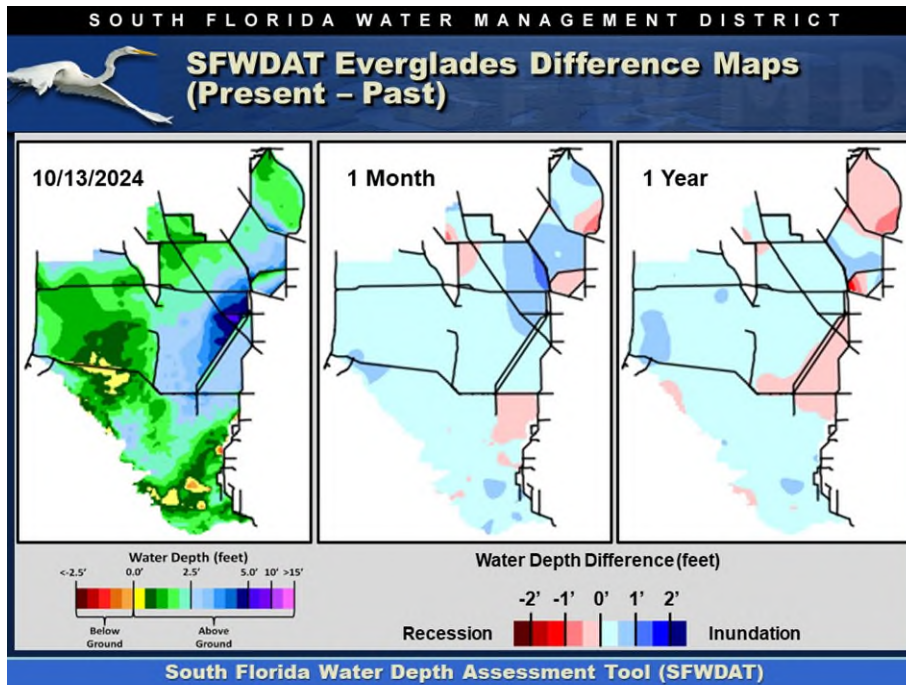 SOUTH FLORIDA WATER MANAGEMENT DISTRICT
SFWDAT Everglades Difference Maps
(Present – Past)
10/13/2024
1 Month
1 Year
Water Depth (feet)
<-2.5' 0.0' 2.5' 5.0' 10' >15'
Below
Ground
Above
Ground
Water Depth Difference (feet)
-2' -1' 0' 1' 2'
Recession
Inundation
South Florida Water Depth Assessment Tool (SFWDAT)